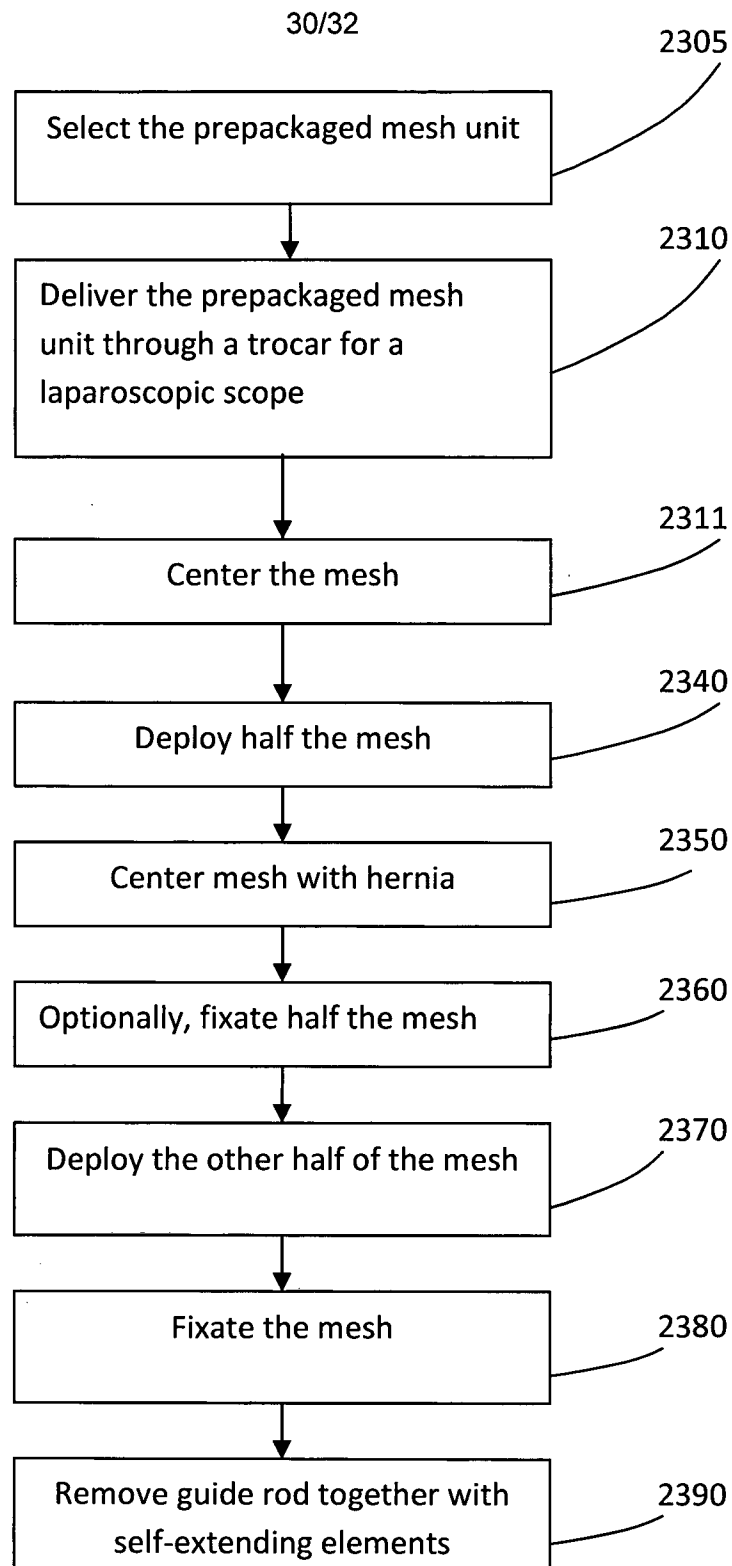 30/32
2305
Select the prepackaged mesh unit
2310
Deliver the prepackaged mesh
unit through a trocar for a
laparoscopic scope
2311
Center the mesh
2340
Deploy half the mesh
2350
Center mesh with hernia
2360
Optionally, fixate half the mesh
2370
Deploy the other half of the mesh
2380
Fixate the mesh
2390
Remove guide rod together with
self-extending elements